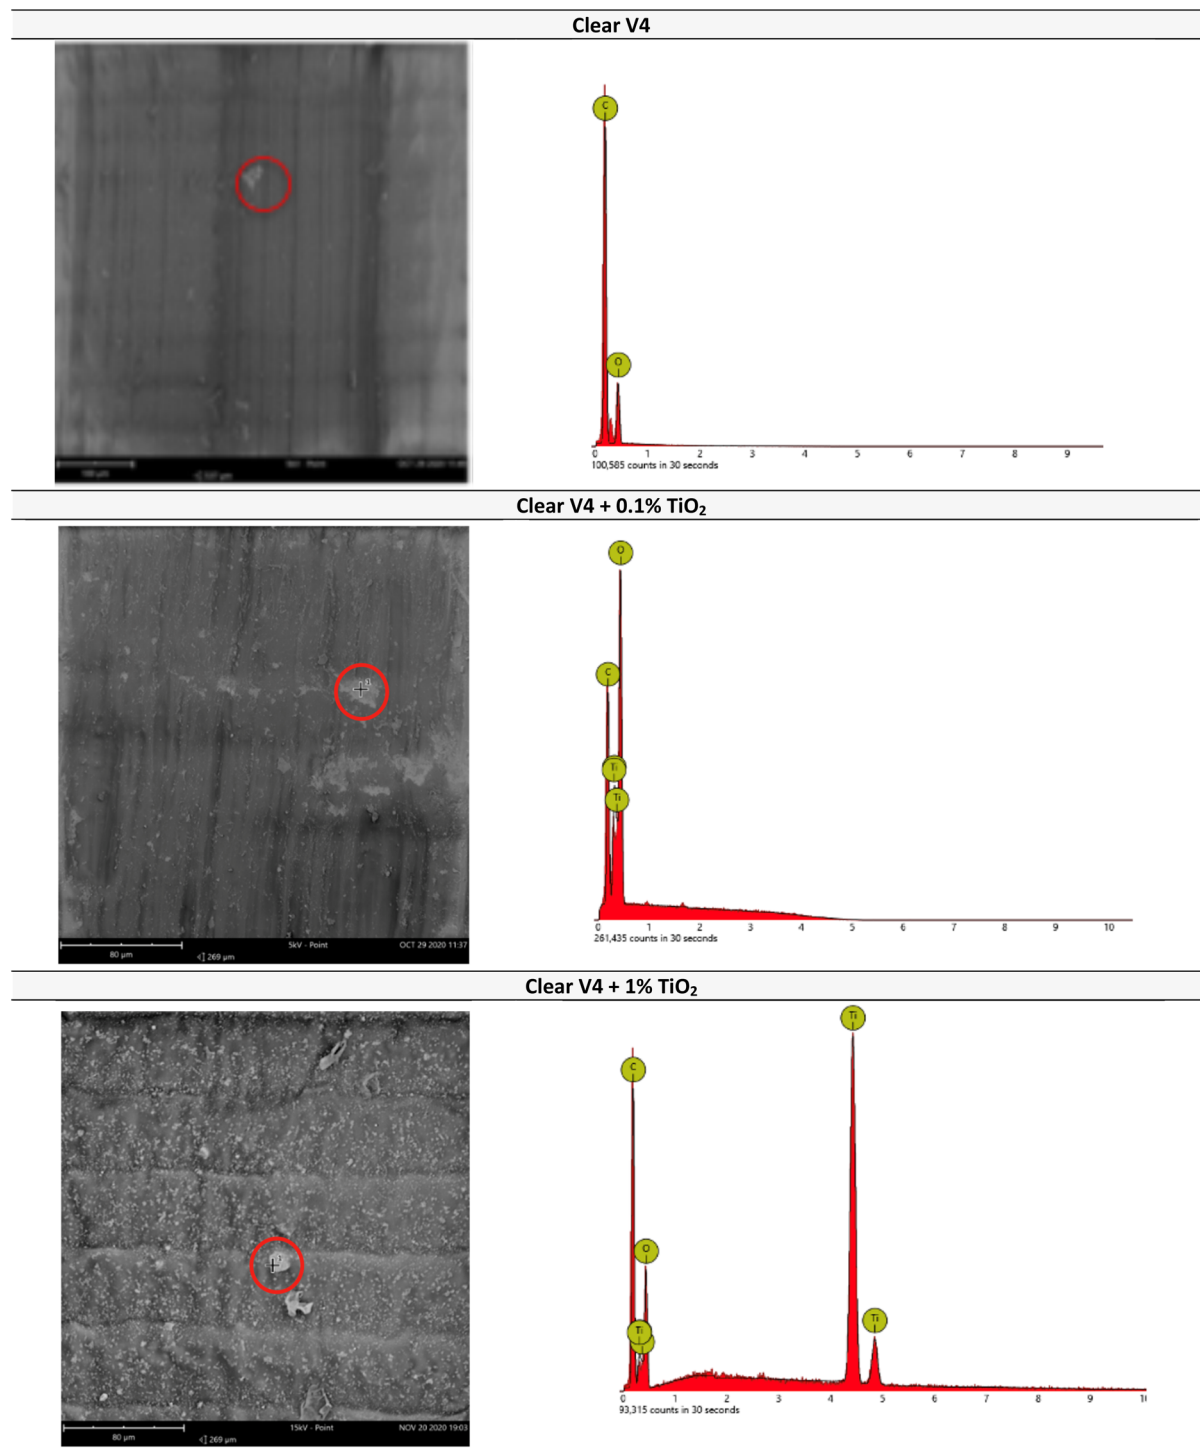 Clear V4
C
O
0 1 2 3 4 5 6 7 8 9
100,585 counts in 30 seconds
Clear V4 + 0.1% TiO₂
1
80 µm
269 µm
5kV - Point
OCT 29 2020 11:37
O
C
Ti
Ti
0 1 2 3 4 5 6 7 8 9 10
261,435 counts in 30 seconds
Clear V4 + 1% TiO₂
80 µm
269 µm
15kV - Point
NOV 20 2020 19:03
Ti
C
O
Ti
Ti
0 1 2 3 4 5 6 7 8 9
93,315 counts in 30 seconds